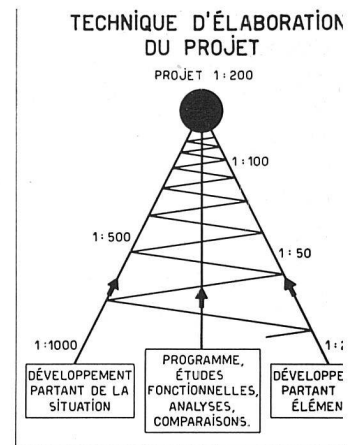 TECHNIQUE D'ÉLABORATION
DU PROJET
PROJET 1:200
1:100
1:500
1:50
1:1000
DÉVELOPPEMENT
PARTANT DE LA
SITUATION
PROGRAMME,
ÉTUDES
FONCTIONNELLES,
ANALYSES,
COMPARAISONS.
PARTANT